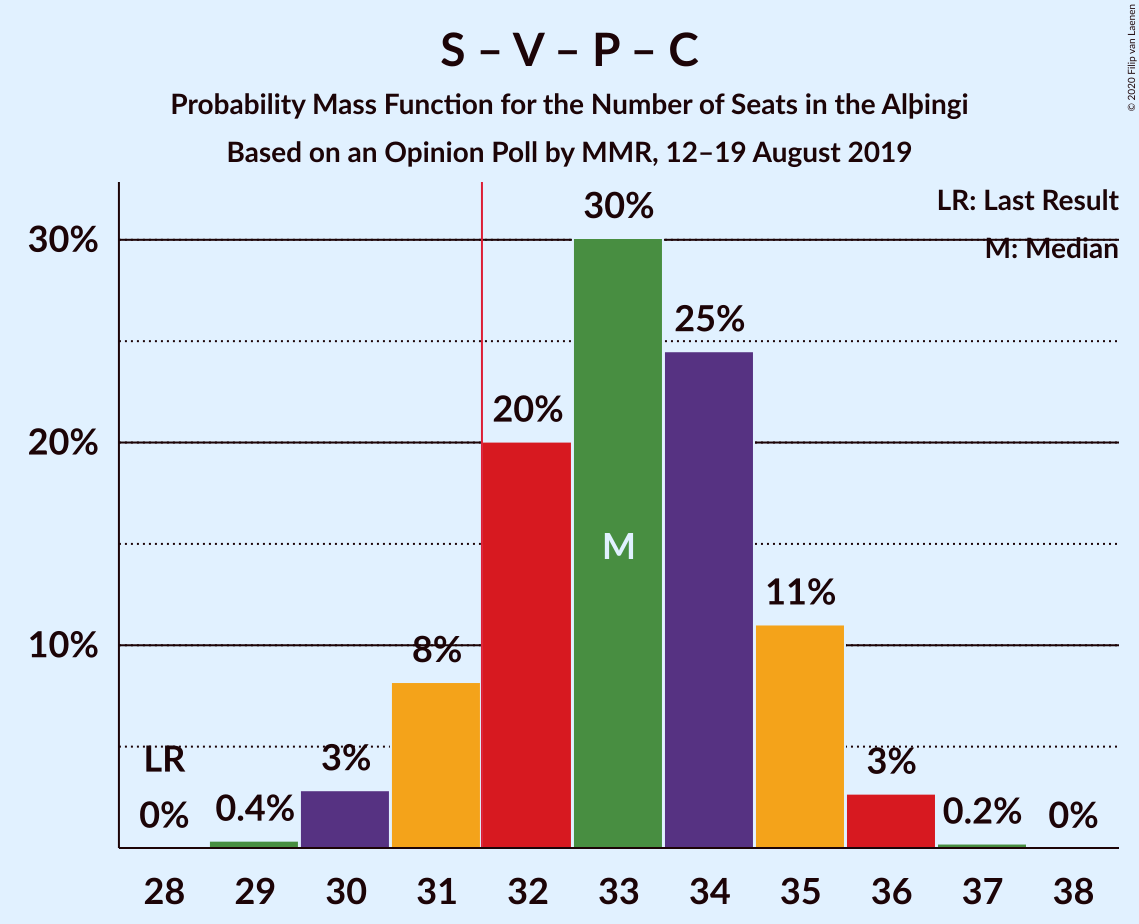 S – V – P – C
Probability Mass Function for the Number of Seats in the Alþingi
Based on an Opinion Poll by MMR, 12–19 August 2019
© 2020 Filip van Laenen
LR: Last Result
M: Median
30%
20%
10%
LR
0%
0.4%
3%
8%
20%
30%
M
25%
11%
3%
0.2%
0%
28 29 30 31 32 33 34 35 36 37 38